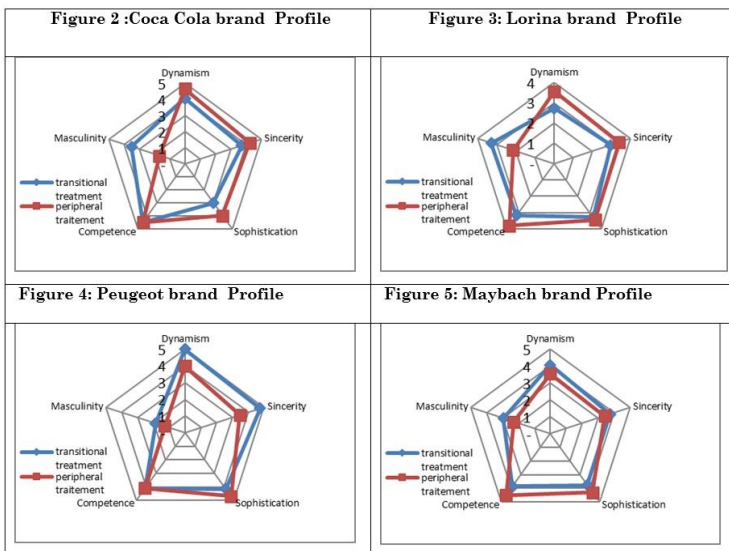 Figure 2 :Coca Cola brand Profile
Dynamism
5
4
3
2
1
-
Masculinity
Sincerity
transitional
treatment
peripheral
traitement
Competence
Sophistication
Figure 3: Lorina brand Profile
Dynamism
4
3
2
1
-
Masculinity
Sincerity
transitional
treatment
peripheral
traitement
Competence
Sophistication
Figure 4: Peugeot brand Profile
Dynamism
5
4
3
2
1
-
Masculinity
Sincerity
transitional
treatment
peripheral
traitement
Competence
Sophistication
Figure 5: Maybach brand Profile
Dynamism
5
4
3
2
1
-
Masculinity
Sincerity
transitional
treatment
peripheral
traitement
Competence
Sophistication